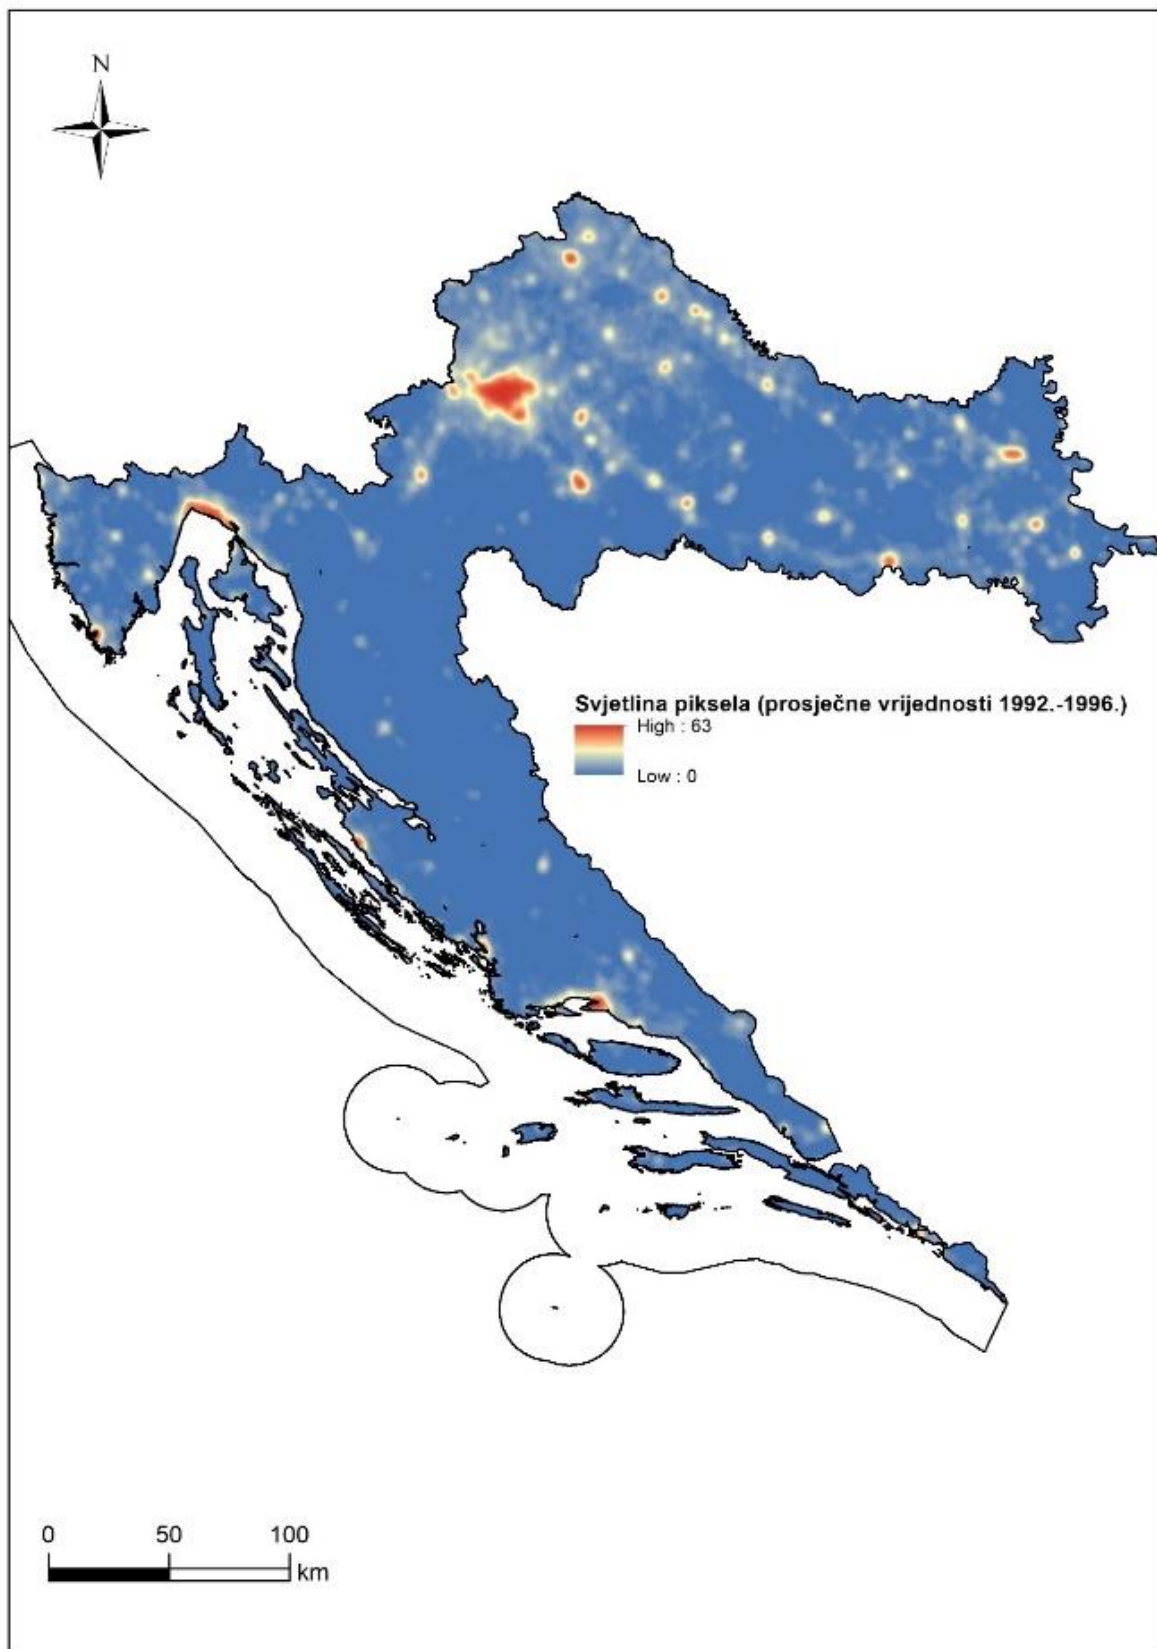 N
Svjetlina piksela (prosječne vrijednosti 1992.-1996.)
High : 63
Low : 0
0 50 100
km